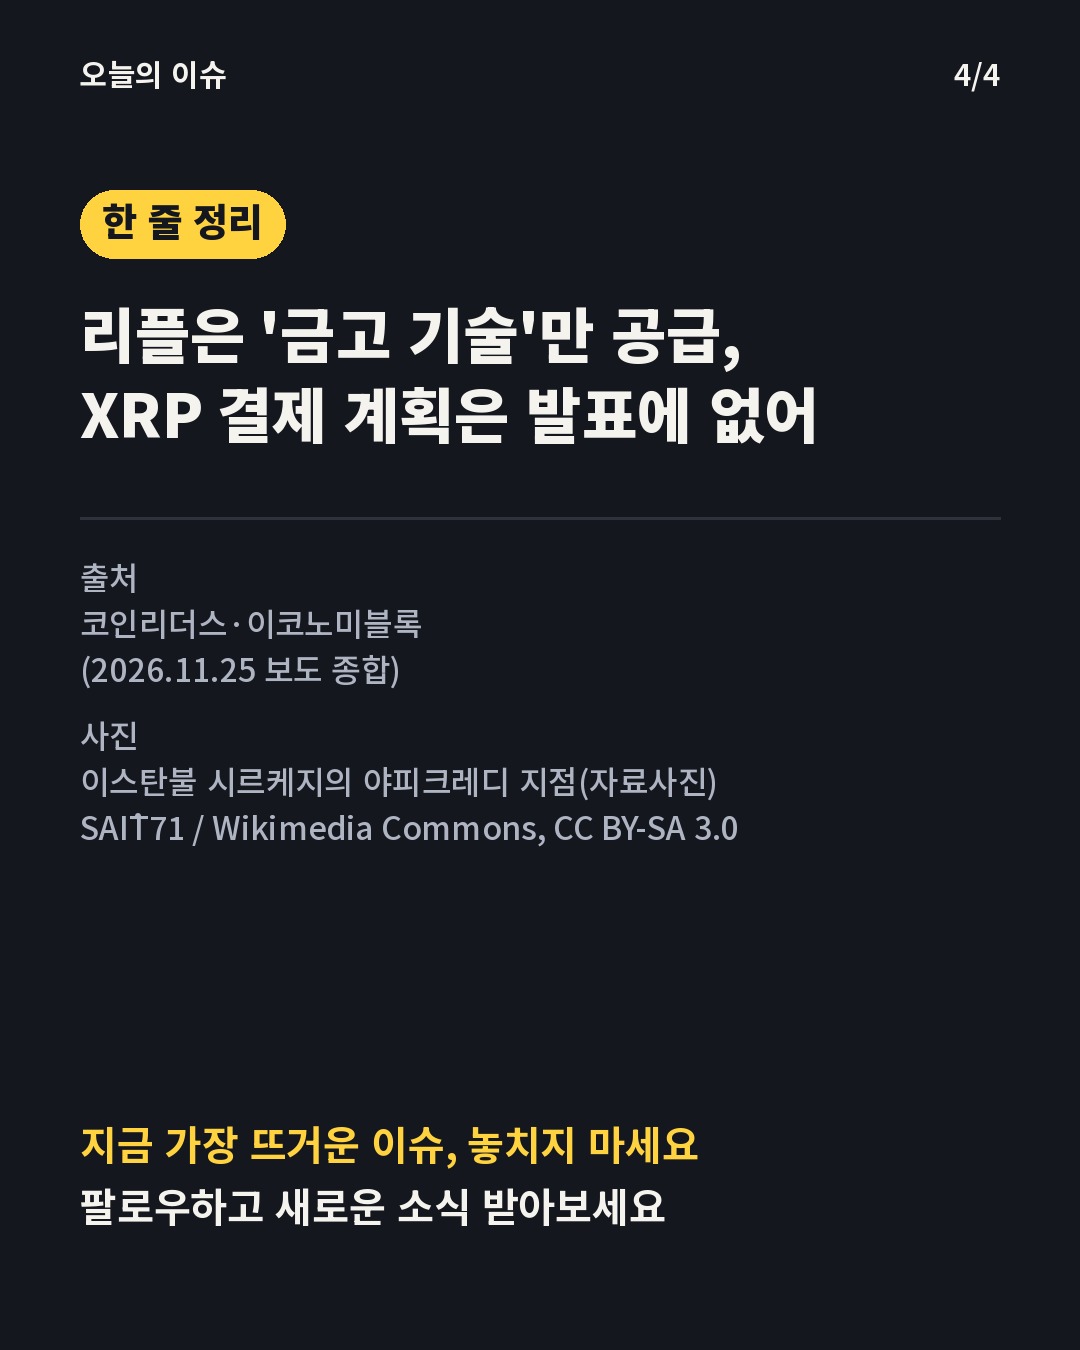 오늘의 이슈
4/4
한 줄 정리
리플은 '금고 기술'만 공급,
XRP 결제 계획은 발표에 없어
출처
코인리더스·이코노미블록
(2026.11.25 보도 종합)
사진
이스탄불 시르케지의 야피크레디 지점(자료사진)
SAIT71 / Wikimedia Commons, CC BY-SA 3.0
지금 가장 뜨거운 이슈, 놓치지 마세요
팔로우하고 새로운 소식 받아보세요